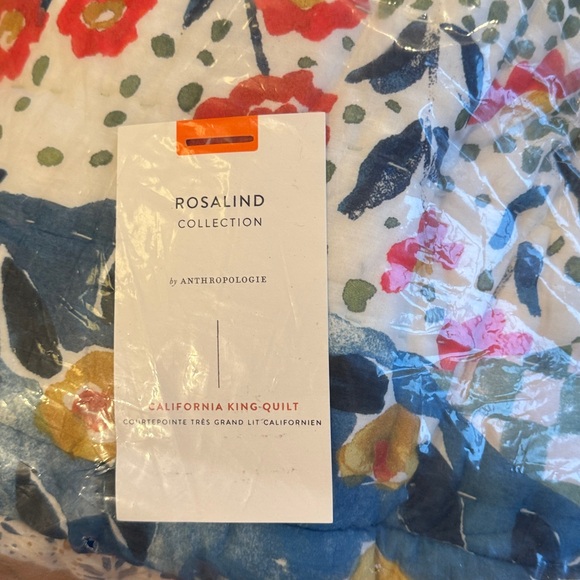 ROSALIND
COLLECTION
by ANTHROPOLOGIE
CALIFORNIA KING-QUILT
COURTEPOINTE TRÈS GRAND LIT CALIFORNIEN